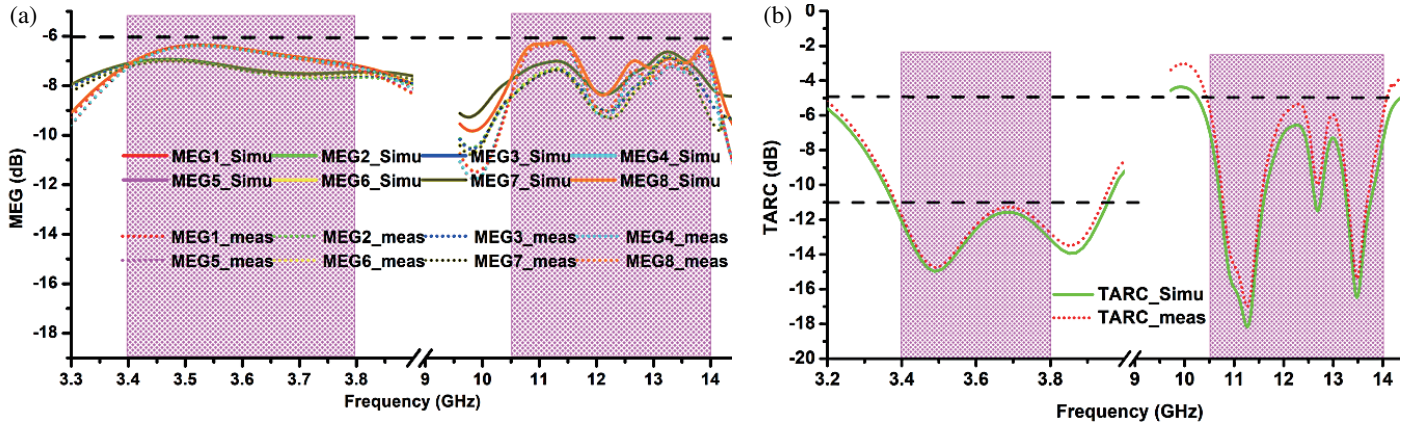 (a)
-6
-8
-10
-12
-14
-16
-18
MEG (dB)
MEG1_Simu MEG2_Simu MEG3_Simu MEG4_Simu
MEG5_Simu MEG6_Simu MEG7_Simu MEG8_Simu
MEG1_meas MEG2_meas MEG3_meas MEG4_meas
MEG5_meas MEG6_meas MEG7_meas MEG8_meas
3.3 3.4 3.5 3.6 3.7 3.8 9 10 11 12 13 14
Frequency (GHz)
(b)
0
-2
-4
-6
-8
-10
-12
-14
-16
-18
-20
TARC (dB)
TARC_Simu
TARC_meas
3.2 3.4 3.6 3.8 9 10 11 12 13 14
Frequency (GHz)